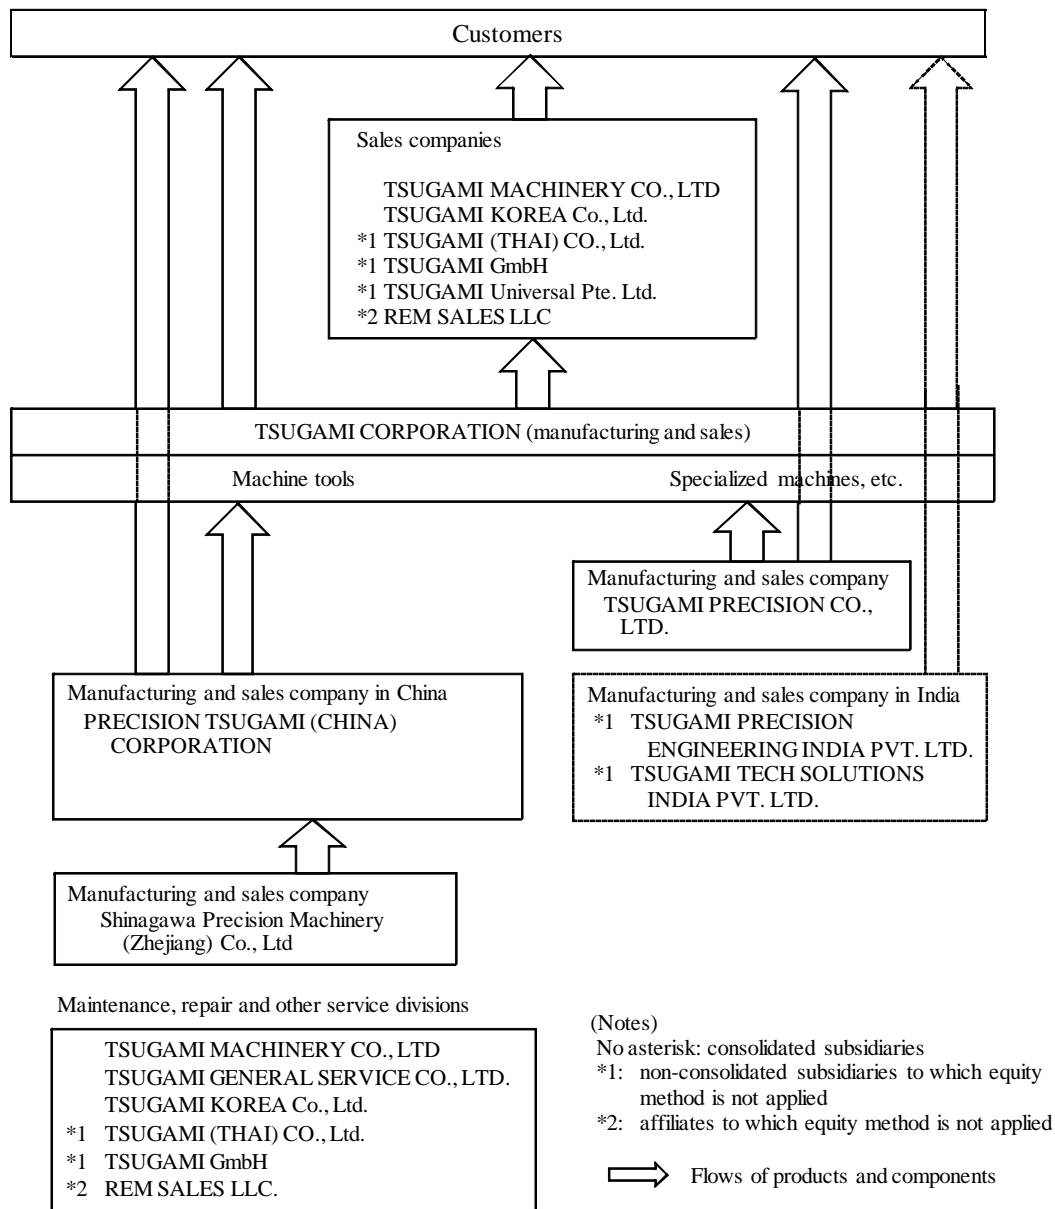 Customers
Sales companies
TSUGAMI MACHINERY CO., LTD
TSUGAMI KOREA Co., Ltd.
*1 TSUGAMI (THAI) CO., Ltd.
*1 TSUGAMI GmbH
*1 TSUGAMI Universal Pte. Ltd.
*2 REM SALES LLC
TSUGAMI CORPORATION (manufacturing and sales)
Machine tools
Specialized machines, etc.
Manufacturing and sales company
TSUGAMI PRECISION CO.,
LTD.
Manufacturing and sales company in China
PRECISION TSUGAMI (CHINA)
CORPORATION
Manufacturing and sales company in India
*1 TSUGAMI PRECISION
ENGINEERING INDIA PVT. LTD.
*1 TSUGAMI TECH SOLUTIONS
INDIA PVT. LTD.
Manufacturing and sales company
Shinagawa Precision Machinery
(Zhejiang) Co., Ltd
Maintenance, repair and other service divisions
TSUGAMI MACHINERY CO., LTD
TSUGAMI GENERAL SERVICE CO., LTD.
TSUGAMI KOREA Co., Ltd.
*1 TSUGAMI (THAI) CO., Ltd.
*1 TSUGAMI GmbH
*2 REM SALES LLC.
(Notes)
No asterisk: consolidated subsidiaries
*1: non-consolidated subsidiaries to which equity
method is not applied
*2: affiliates to which equity method is not applied
Flows of products and components